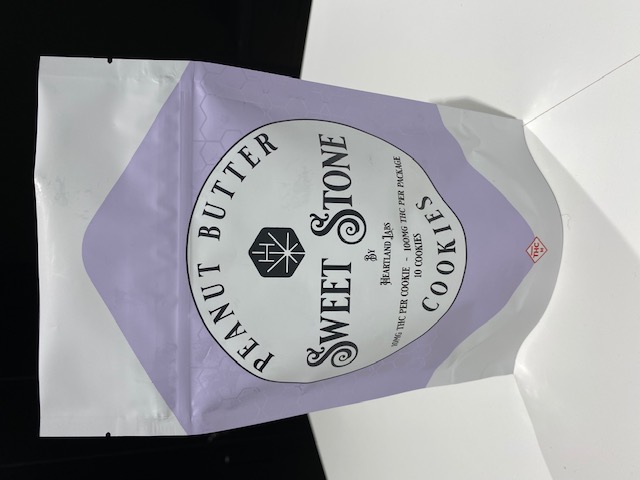 PEANUT BUTTER
SWEET STONE
BY
HEARTLAND LABS
10MG THC PER COOKIE - 100MG THC PER PACKAGE
10 COOKIES
COOKIES
THC